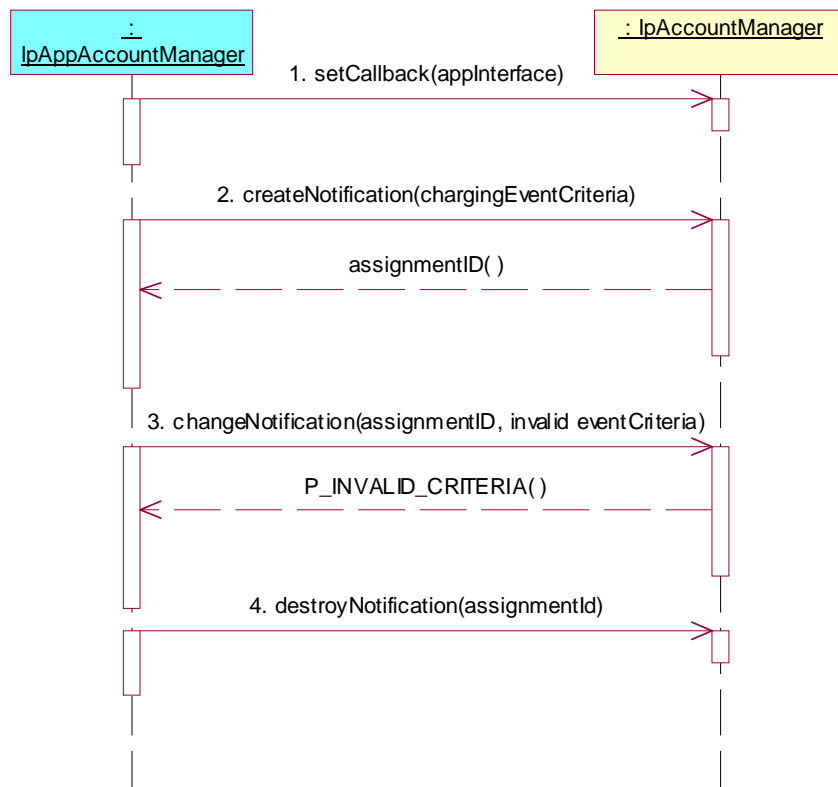 :
IpAppAccountManager
: IpAccountManager
1. setCallback(appInterface)
2. createNotification(chargingEventCriteria)
assignmentID( )
3. changeNotification(assignmentID, invalid eventCriteria)
P_INVALID_CRITERIA( )
4. destroyNotification(assignmentId)